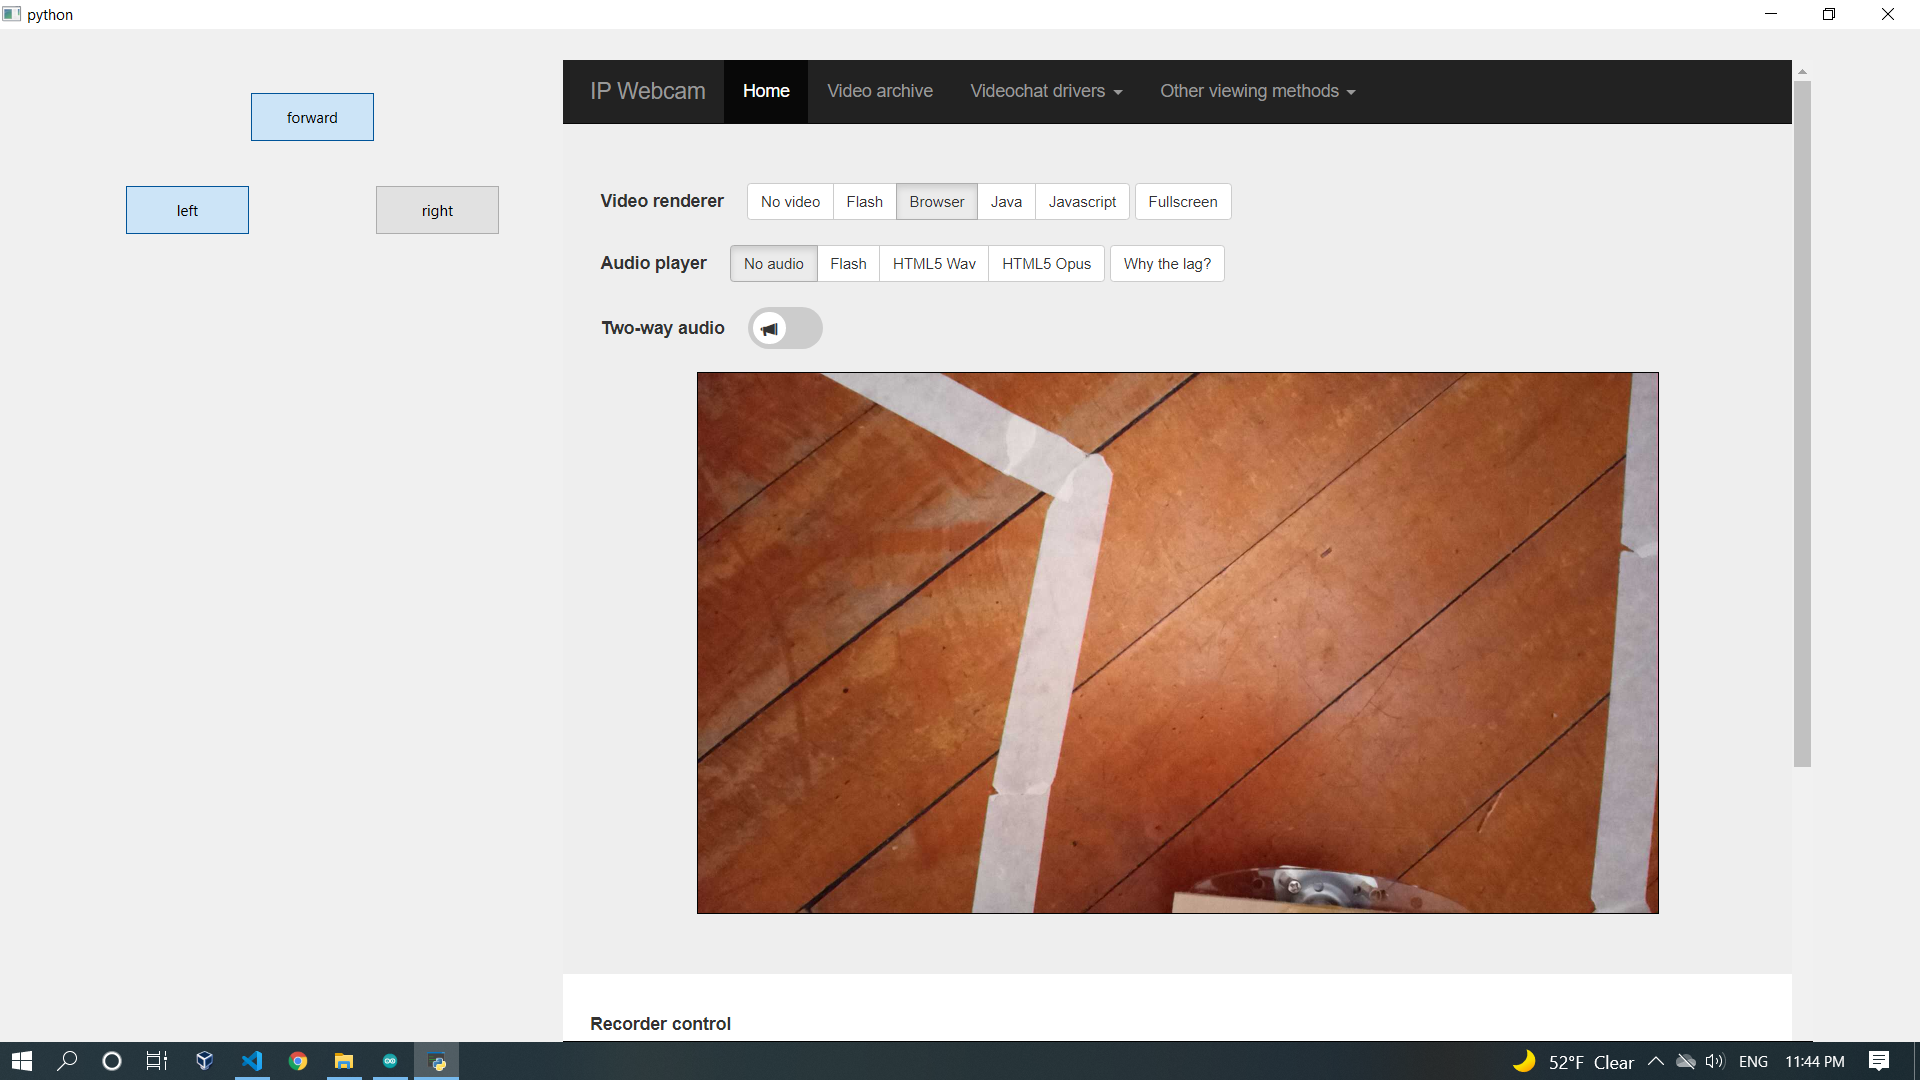 python
forward
left right
IP Webcam Home Video archive Videochat drivers Other viewing methods
Video renderer No video Flash Browser Java Javascript Fullscreen
Audio player No audio Flash HTML5 Wav HTML5 Opus Why the lag?
Two-way audio
Recorder control
52°F Clear ENG 11:44 PM